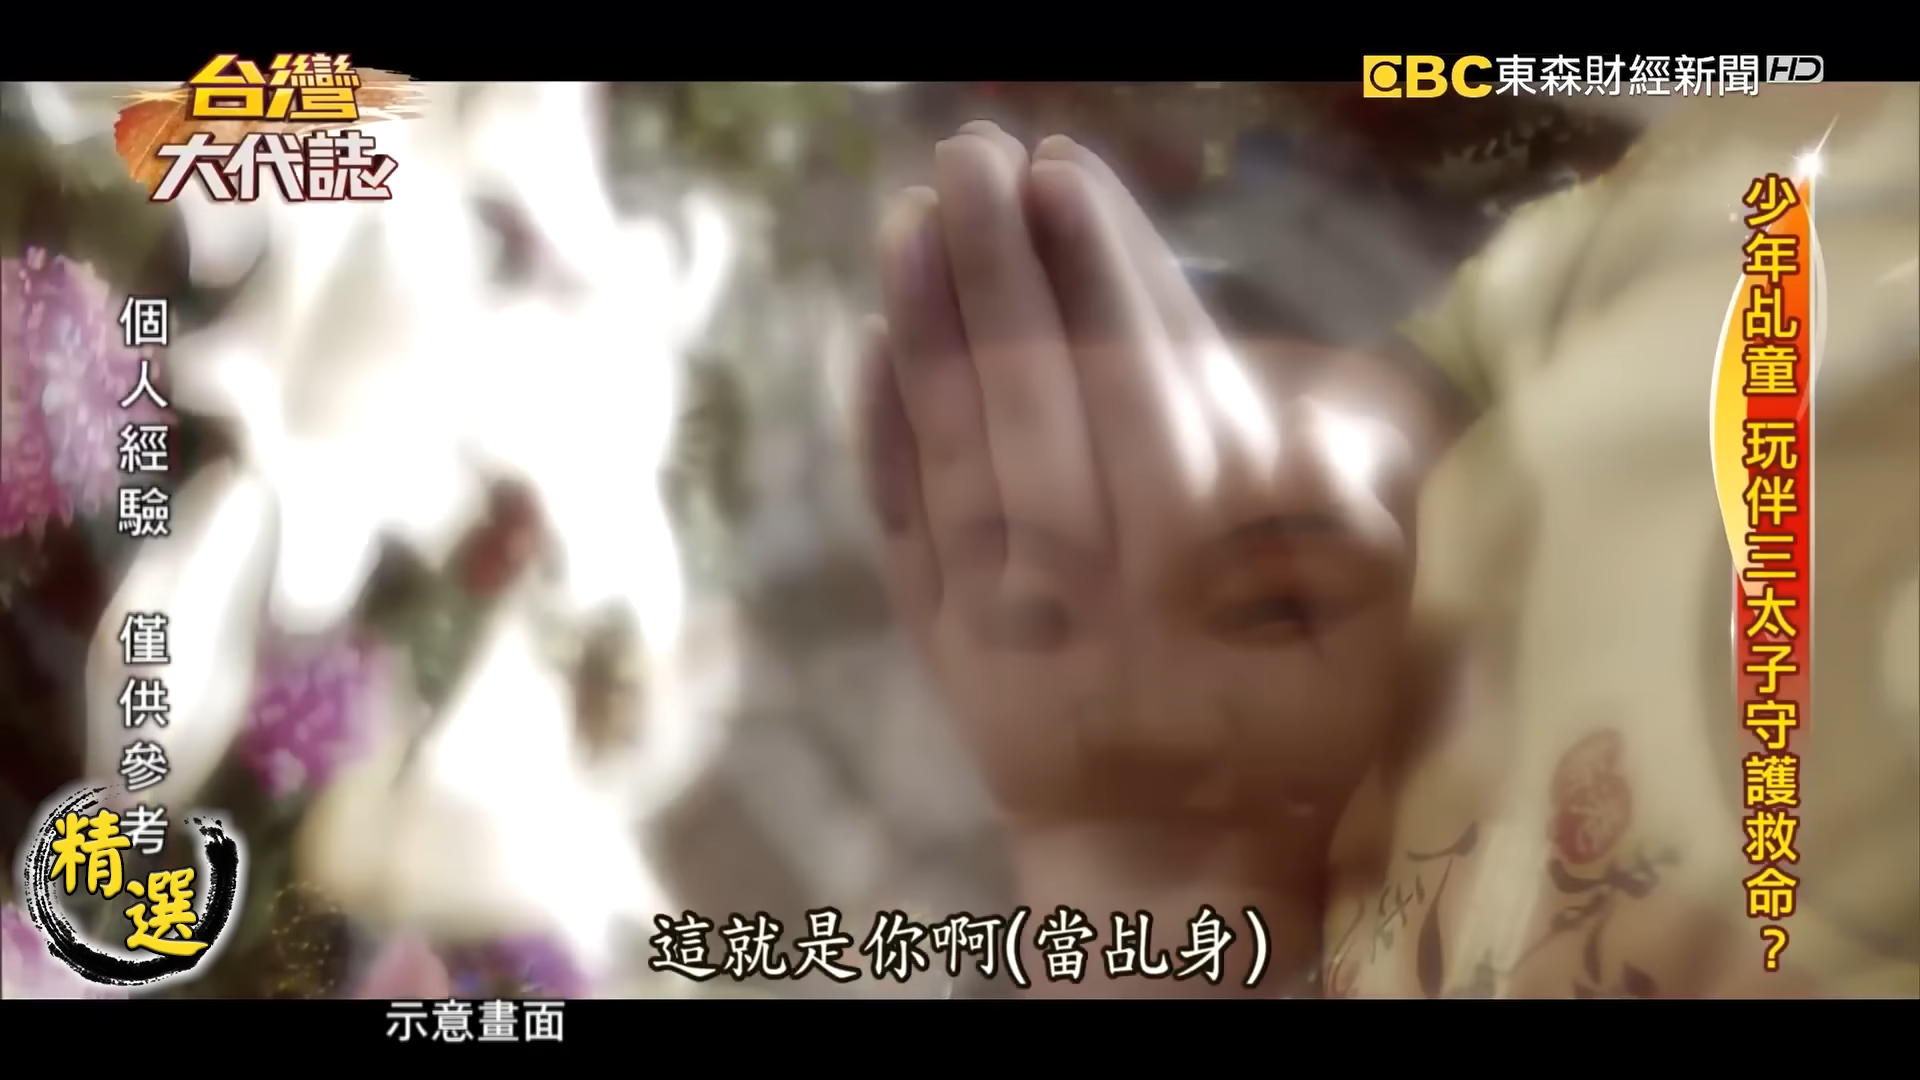 台灣
大代誌
EBC東森財經新聞HD
少年乩童 玩伴三太子守護救命？
個人經驗 僅供參考
精選
這就是你啊(當乩身)
示意畫面